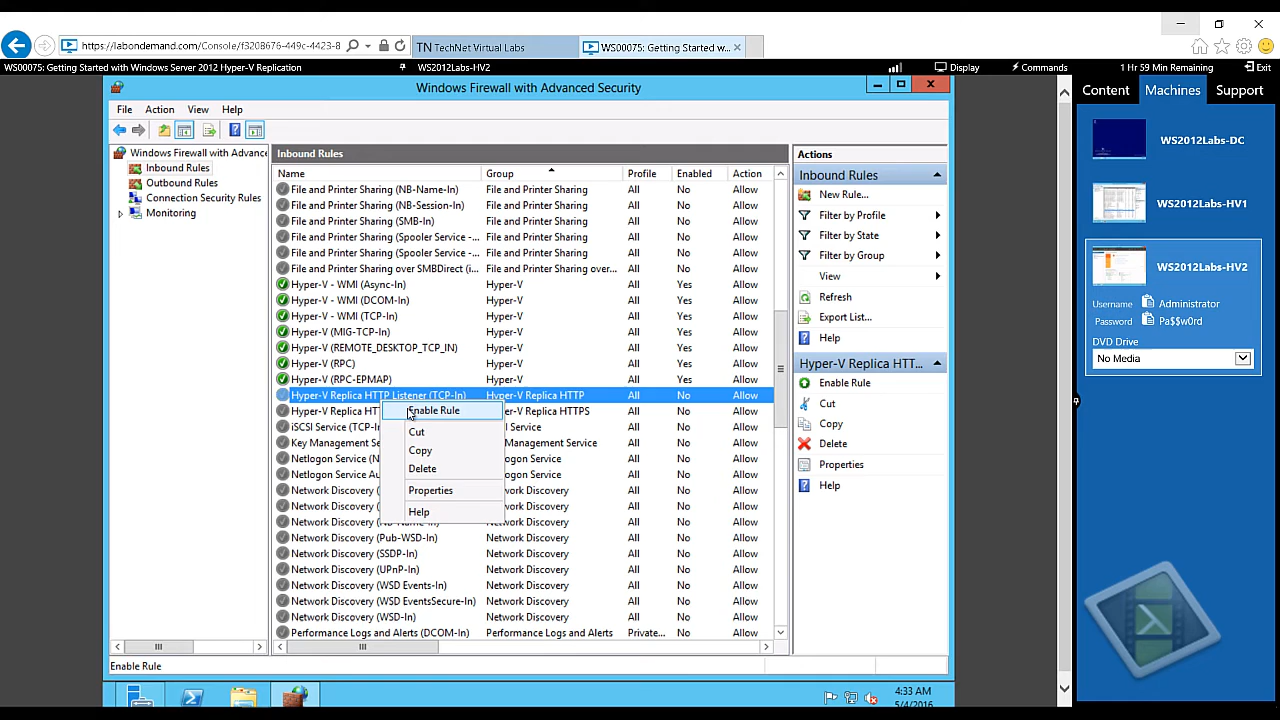 https://labondemand.com/Console/f3208676-449c-4423-8
TN TechNet Virtual Labs
WS00075: Getting Started w...
WS00075: Getting Started with Windows Server 2012 Hyper-V Replication
WS2012Labs-HV2
Display
Commands
1 Hr 59 Min Remaining
Exit
Windows Firewall with Advanced Security
File
Action
View
Help
Windows Firewall with Advance
Inbound Rules
Outbound Rules
Connection Security Rules
Monitoring
Inbound Rules
Name Group Profile Enabled Action
File and Printer Sharing (NB-Name-In) File and Printer Sharing All No Allow
File and Printer Sharing (NB-Session-In) File and Printer Sharing All No Allow
File and Printer Sharing (SMB-In) File and Printer Sharing All No Allow
File and Printer Sharing (Spooler Service -... File and Printer Sharing All No Allow
File and Printer Sharing (Spooler Service -... File and Printer Sharing All No Allow
File and Printer Sharing over SMBDirect (i... File and Printer Sharing over... All No Allow
Hyper-V - WMI (Async-In) Hyper-V All Yes Allow
Hyper-V - WMI (DCOM-In) Hyper-V All Yes Allow
Hyper-V - WMI (TCP-In) Hyper-V All Yes Allow
Hyper-V (MIG-TCP-In) Hyper-V All Yes Allow
Hyper-V (REMOTE_DESKTOP_TCP_IN) Hyper-V All Yes Allow
Hyper-V (RPC) Hyper-V All Yes Allow
Hyper-V (RPC-EPMAP) Hyper-V All Yes Allow
Hyper-V Replica HTTP Listener (TCP-In) Hyper-V Replica HTTP All No Allow
Hyper-V Replica HT er-V Replica HTTPS All No Allow
iSCSI Service (TCP-I I Service All No Allow
Key Management Se Management Service All No Allow
Netlogon Service ogon Service All No Allow
Netlogon Service Au ogon Service All No Allow
Network Discovery ( ork Discovery All No Allow
Network Discovery ( ork Discovery All No Allow
Network Discovery (NB-Name-In) Network Discovery All No Allow
Network Discovery (Pub-WSD-In) Network Discovery All No Allow
Network Discovery (SSDP-In) Network Discovery All No Allow
Network Discovery (UPnP-In) Network Discovery All No Allow
Network Discovery (WSD Events-In) Network Discovery All No Allow
Network Discovery (WSD EventsSecure-In) Network Discovery All No Allow
Network Discovery (WSD-In) Network Discovery All No Allow
Performance Logs and Alerts (DCOM-In) Performance Logs and Alerts Private... No Allow
Enable Rule
Cut
Copy
Delete
Properties
Help
Actions
Inbound Rules
New Rule...
Filter by Profile
Filter by State
Filter by Group
View
Refresh
Export List...
Help
Hyper-V Replica HTT...
Enable Rule
Cut
Copy
Delete
Properties
Help
Enable Rule
4:33 AM
5/4/2016
Content
Machines
Support
WS2012Labs-DC
WS2012Labs-HV1
WS2012Labs-HV2
Username Administrator
Password Pa$$w0rd
DVD Drive
No Media